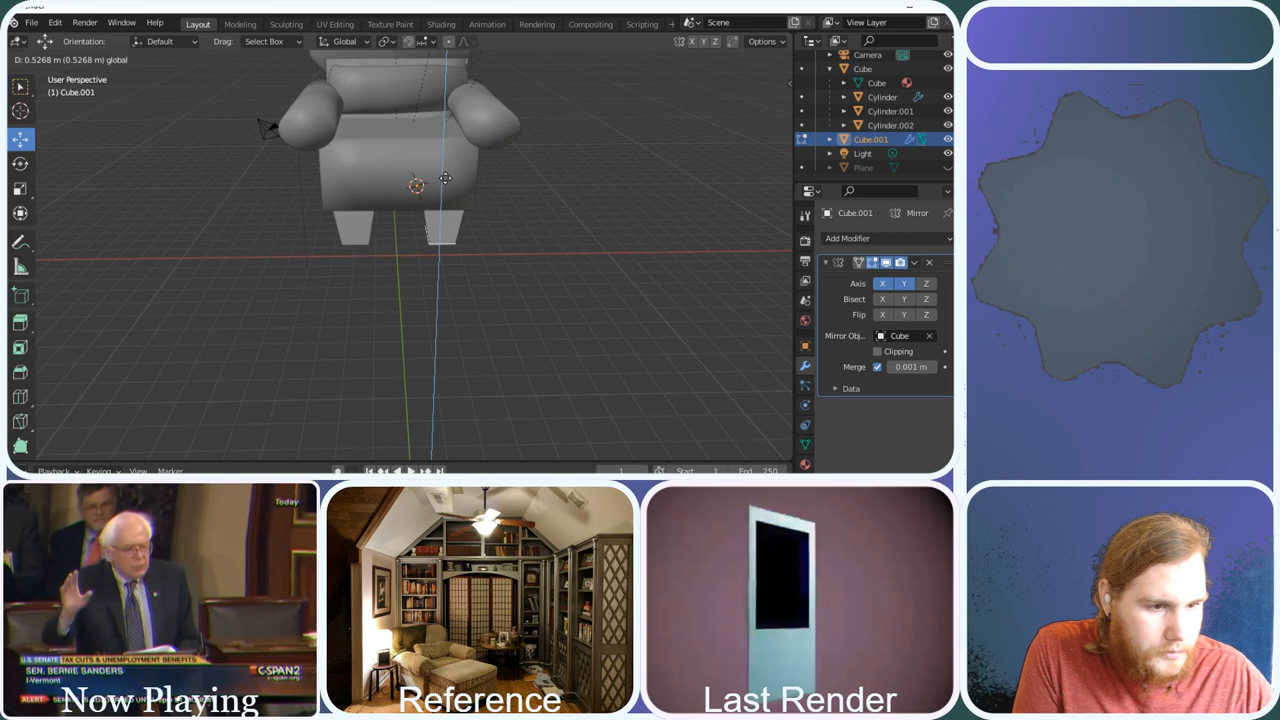 File Edit Render Window Help
Layout Modeling Sculpting UV Editing Texture Paint Shading Animation Rendering Compositing Scripting
Scene
View Layer
Orientation: Default Drag: Select Box Global
X Y Z
Options
D: 0.5268 m (0.5268 m) global
User Perspective
(1) Cube.001
Camera
Cube
Cube
Cylinder
Cylinder.001
Cylinder.002
Cube.001
Light
Plane
Cube.001 Mirror
Add Modifier
Axis X Y Z
Bisect X Y Z
Flip X Y Z
Mirror Obj... Cube
Clipping
Merge 0.001 m
Data
Playback Keying View Marker
1 Start 1 End 250
Today
U.S. SENATE TAX CUTS & UNEMPLOYMENT BENEFITS
SEN. BERNIE SANDERS
I-Vermont
C-SPAN2
c-span.org
ALERT
Now Playing
Reference
Last Render